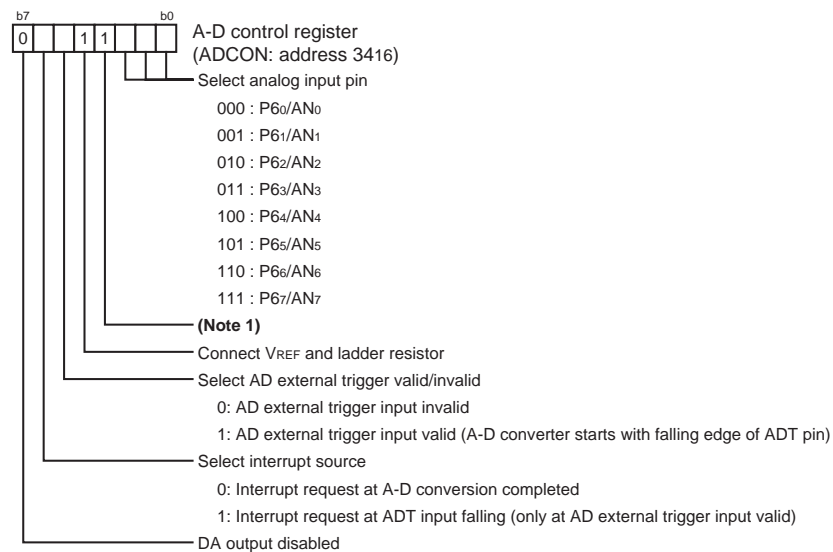 b7 b0
0 1 1 A-D control register
(ADCON: address 3416)
Select analog input pin
000 : P60/AN0
001 : P61/AN1
010 : P62/AN2
011 : P63/AN3
100 : P64/AN4
101 : P65/AN5
110 : P66/AN6
111 : P67/AN7
(Note 1)
Connect VREF and ladder resistor
Select AD external trigger valid/invalid
0: AD external trigger input invalid
1: AD external trigger input valid (A-D converter starts with falling edge of ADT pin)
Select interrupt source
0: Interrupt request at A-D conversion completed
1: Interrupt request at ADT input falling (only at AD external trigger input valid)
DA output disabled